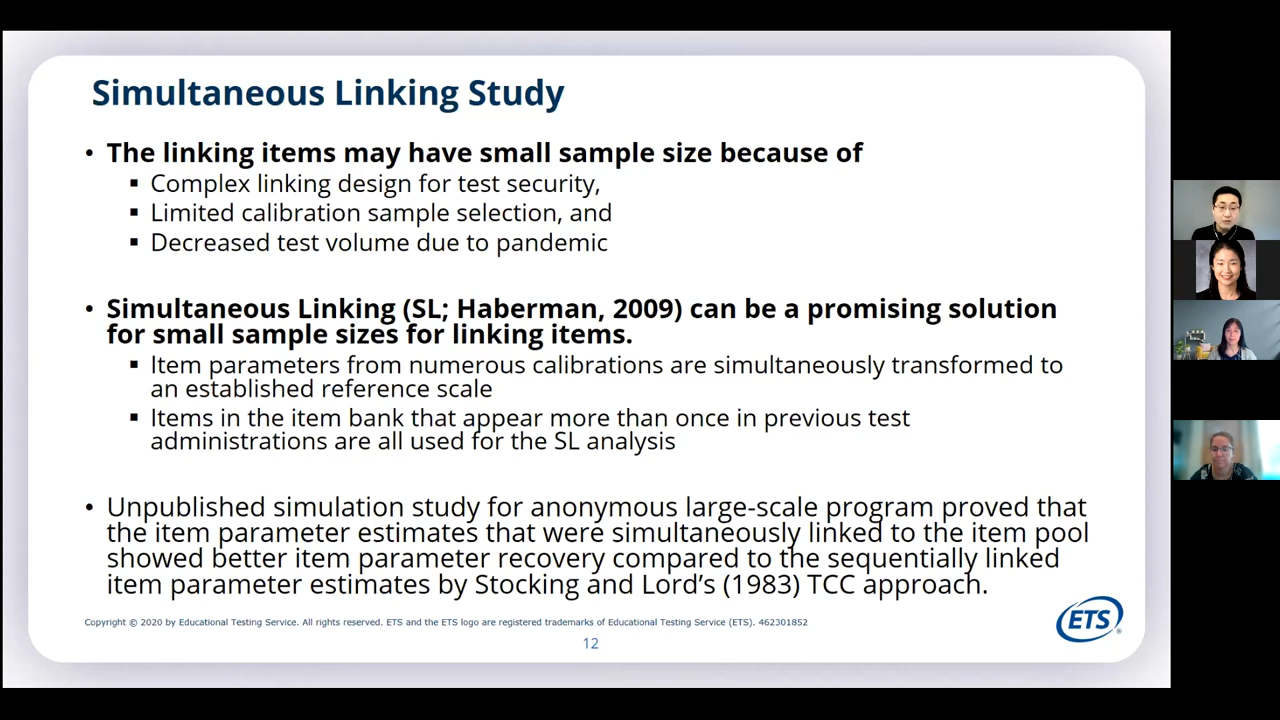 Simultaneous Linking Study
• The linking items may have small sample size because of
▪ Complex linking design for test security,
▪ Limited calibration sample selection, and
▪ Decreased test volume due to pandemic
• Simultaneous Linking (SL; Haberman, 2009) can be a promising solution
for small sample sizes for linking items.
▪ Item parameters from numerous calibrations are simultaneously transformed to
an established reference scale
▪ Items in the item bank that appear more than once in previous test
administrations are all used for the SL analysis
• Unpublished simulation study for anonymous large-scale program proved that
the item parameter estimates that were simultaneously linked to the item pool
showed better item parameter recovery compared to the sequentially linked
item parameter estimates by Stocking and Lord’s (1983) TCC approach.
Copyright © 2020 by Educational Testing Service. All rights reserved. ETS and the ETS logo are registered trademarks of Educational Testing Service (ETS). 462301852
ETS®
12